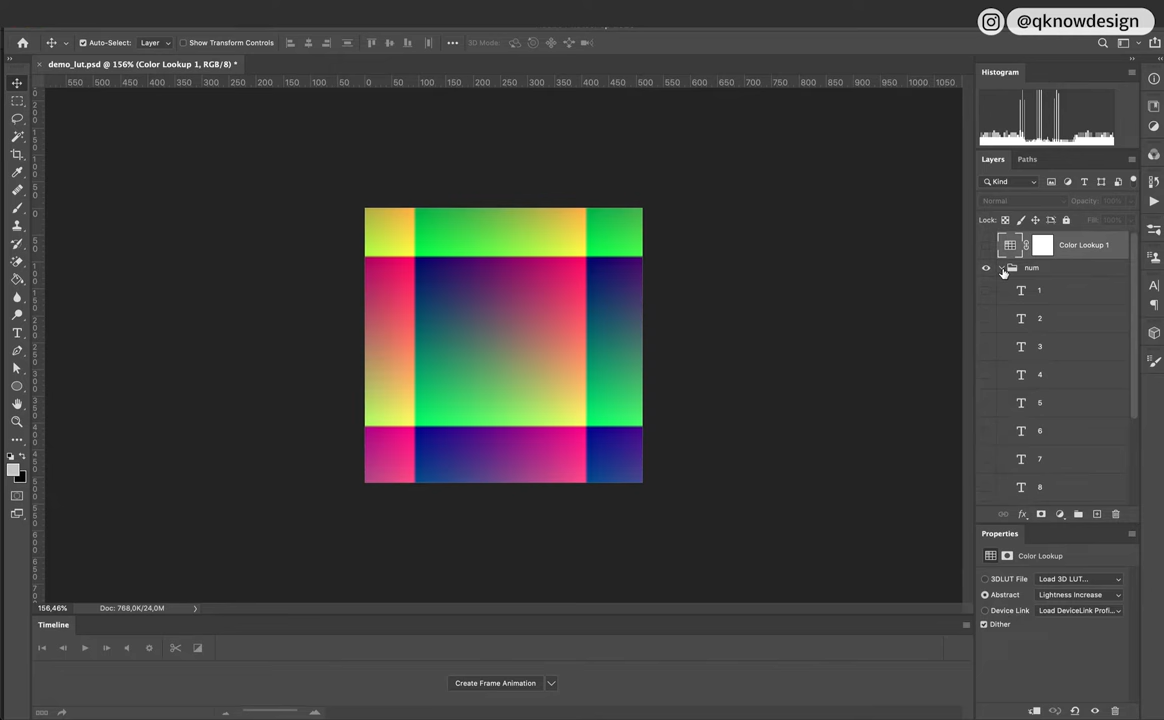 @qknowdesign
Auto-Select: Layer Show Transform Controls 3D Mode:
demo_lut.psd @ 156% (Color Lookup 1, RGB/8) *
550 500 450 400 350 300 250 200 150 100 50 0 50 100 150 200 250 300 350 400 450 500 550 600 650 700 750 800 850 900 950 1000 1050
Histogram
Layers Paths
Kind
Normal Opacity: 100%
Lock: Fill: 100%
Color Lookup 1
num
T 1
T 2
T 3
T 4
T 5
T 6
T 7
T 8
fx
Properties
Color Lookup
3DLUT File Load 3D LUT...
Abstract Lightness Increase
Device Link Load DeviceLink Profi...
Dither
156,46% Doc: 768,0K/24,0M
Timeline
Create Frame Animation